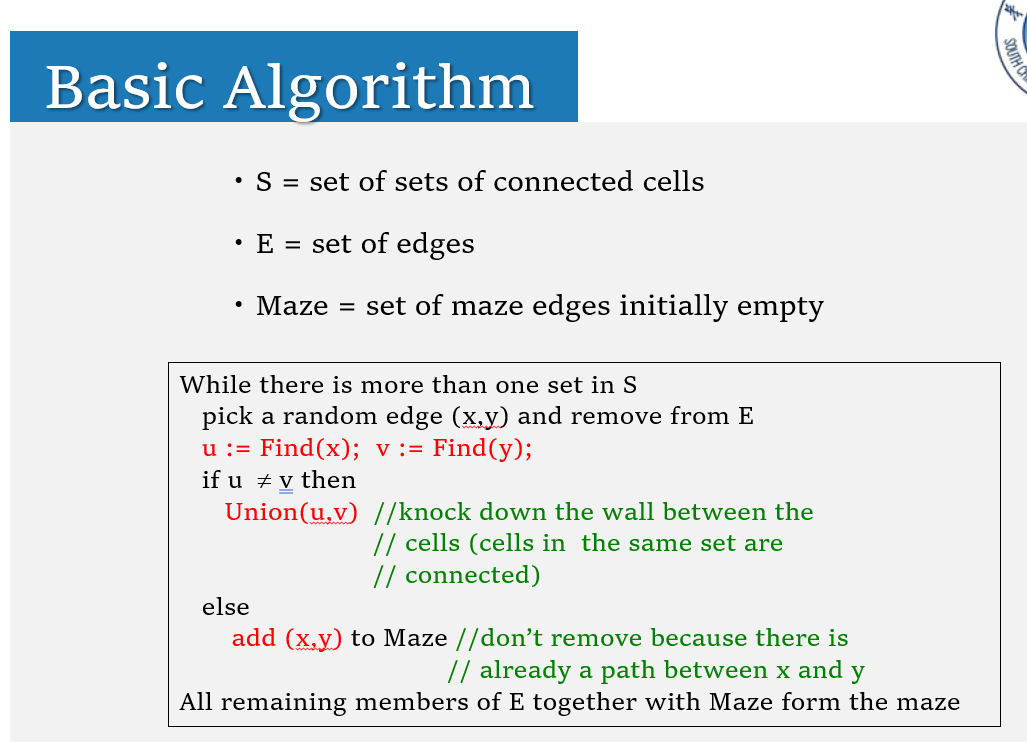 Basic Algorithm
• S = set of sets of connected cells
• E = set of edges
• Maze = set of maze edges initially empty
While there is more than one set in S
pick a random edge (x,y) and remove from E
u := Find(x);  v := Find(y);
if u ≠ v then
Union(u,v) //knock down the wall between the
// cells (cells in the same set are
// connected)
else
add (x,y) to Maze //don’t remove because there is
// already a path between x and y
All remaining members of E together with Maze form the maze
SOUTH